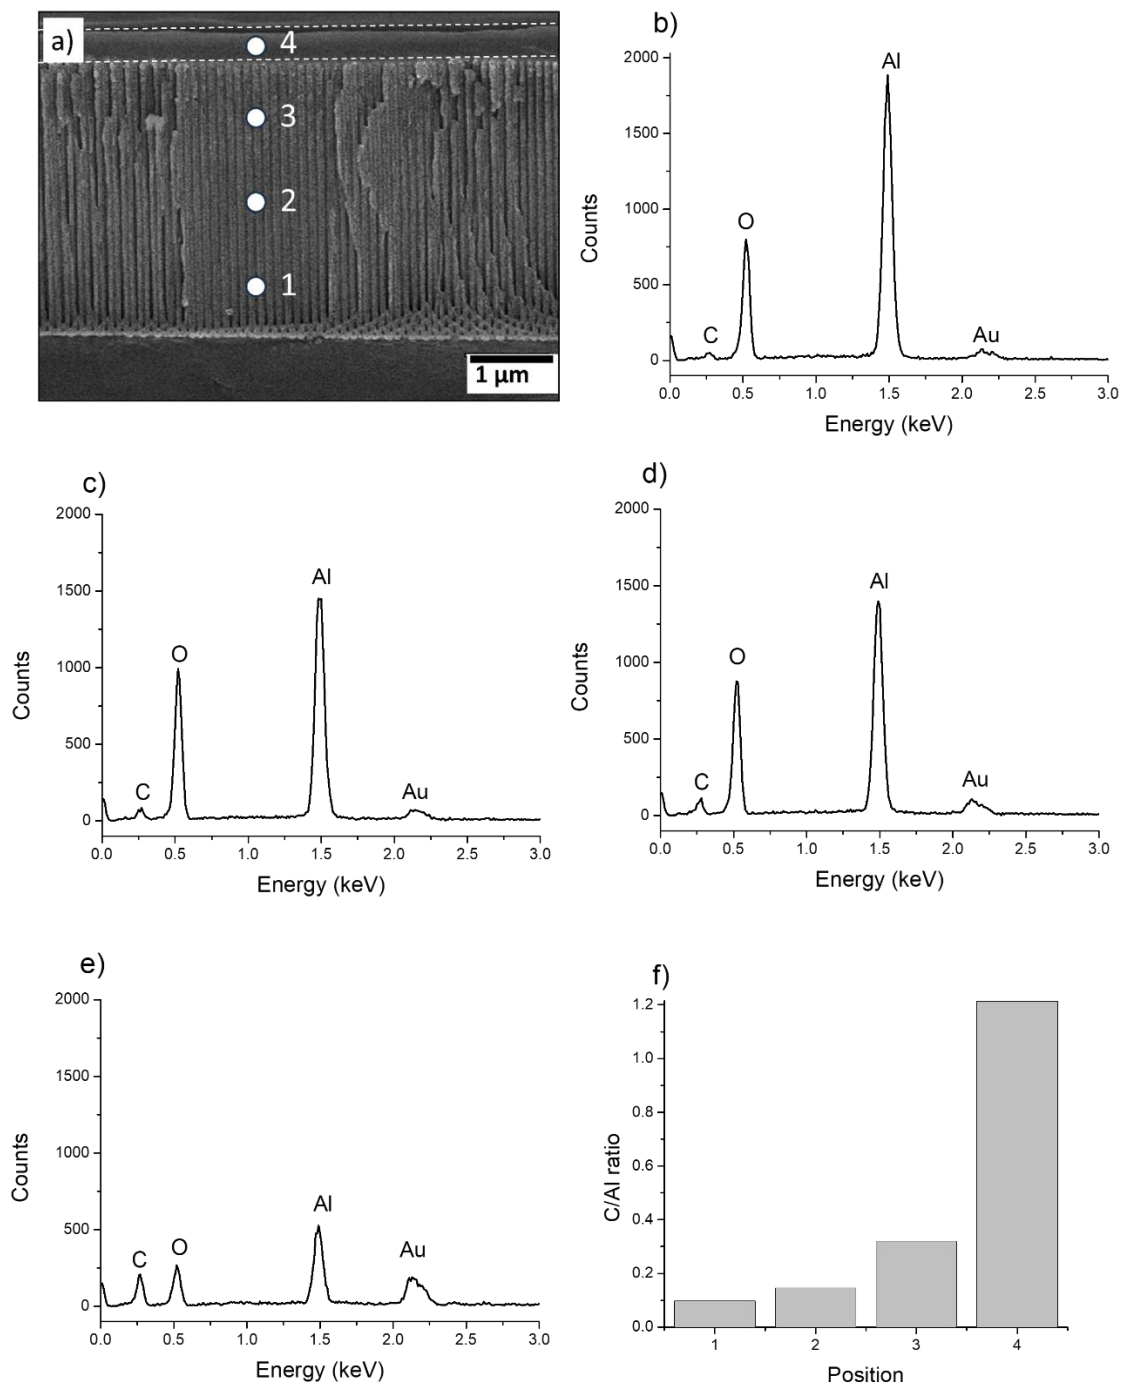 a)
4
3
2
1
1 µm
b)
2000
1500
1000
500
0
Counts
C
O
Al
Au
0.0 0.5 1.0 1.5 2.0 2.5 3.0
Energy (keV)
c)
2000
1500
1000
500
0
Counts
C
O
Al
Au
0.0 0.5 1.0 1.5 2.0 2.5 3.0
Energy (keV)
d)
2000
1500
1000
500
0
Counts
C
O
Al
Au
0.0 0.5 1.0 1.5 2.0 2.5 3.0
Energy (keV)
e)
2000
1500
1000
500
0
Counts
C
O
Al
Au
0.0 0.5 1.0 1.5 2.0 2.5 3.0
Energy (keV)
f)
1.2
1.0
0.8
0.6
0.4
0.2
0.0
C/Al ratio
1 2 3 4
Position